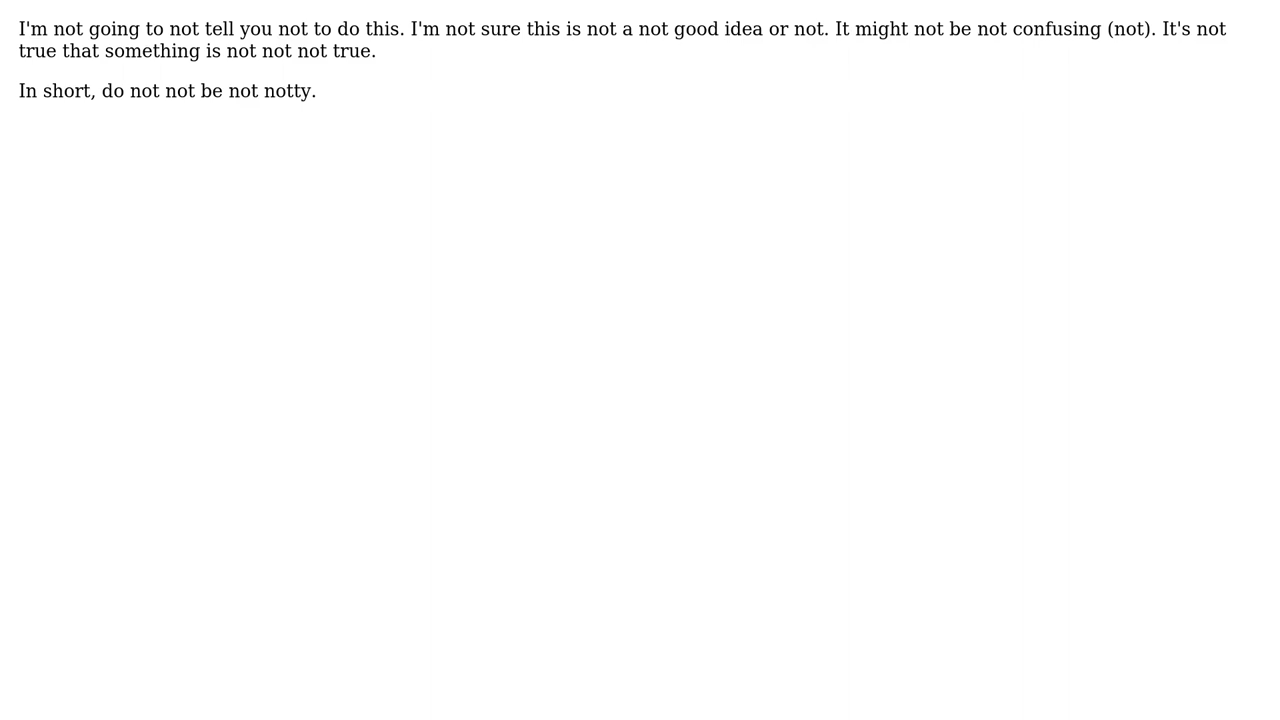 I'm not going to not tell you not to do this. I'm not sure this is not a not good idea or not. It might not be not confusing (not). It's not
true that something is not not not true.
In short, do not not be not notty.